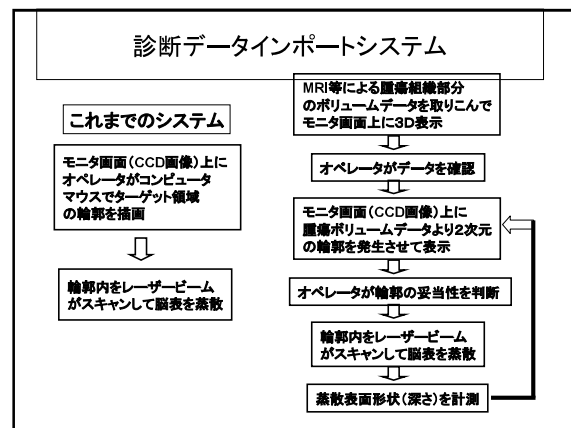 診断データインポートシステム
これまでのシステム
モニタ画面（CCD画像）上に
オペレータがコンピュータ
マウスでターゲット領域
の輪郭を描画
輪郭内をレーザービーム
がスキャンして脳表を蒸散
MRI等による腫瘍組織部分
のボリュームデータを取りこんで
モニタ画面上に3D表示
オペレータがデータを確認
モニタ画面（CCD画像）上に
腫瘍ボリュームデータより2次元
の輪郭を発生させて表示
オペレータが輪郭の妥当性を判断
輪郭内をレーザービーム
がスキャンして脳表を蒸散
蒸散表面形状（深さ）を計測